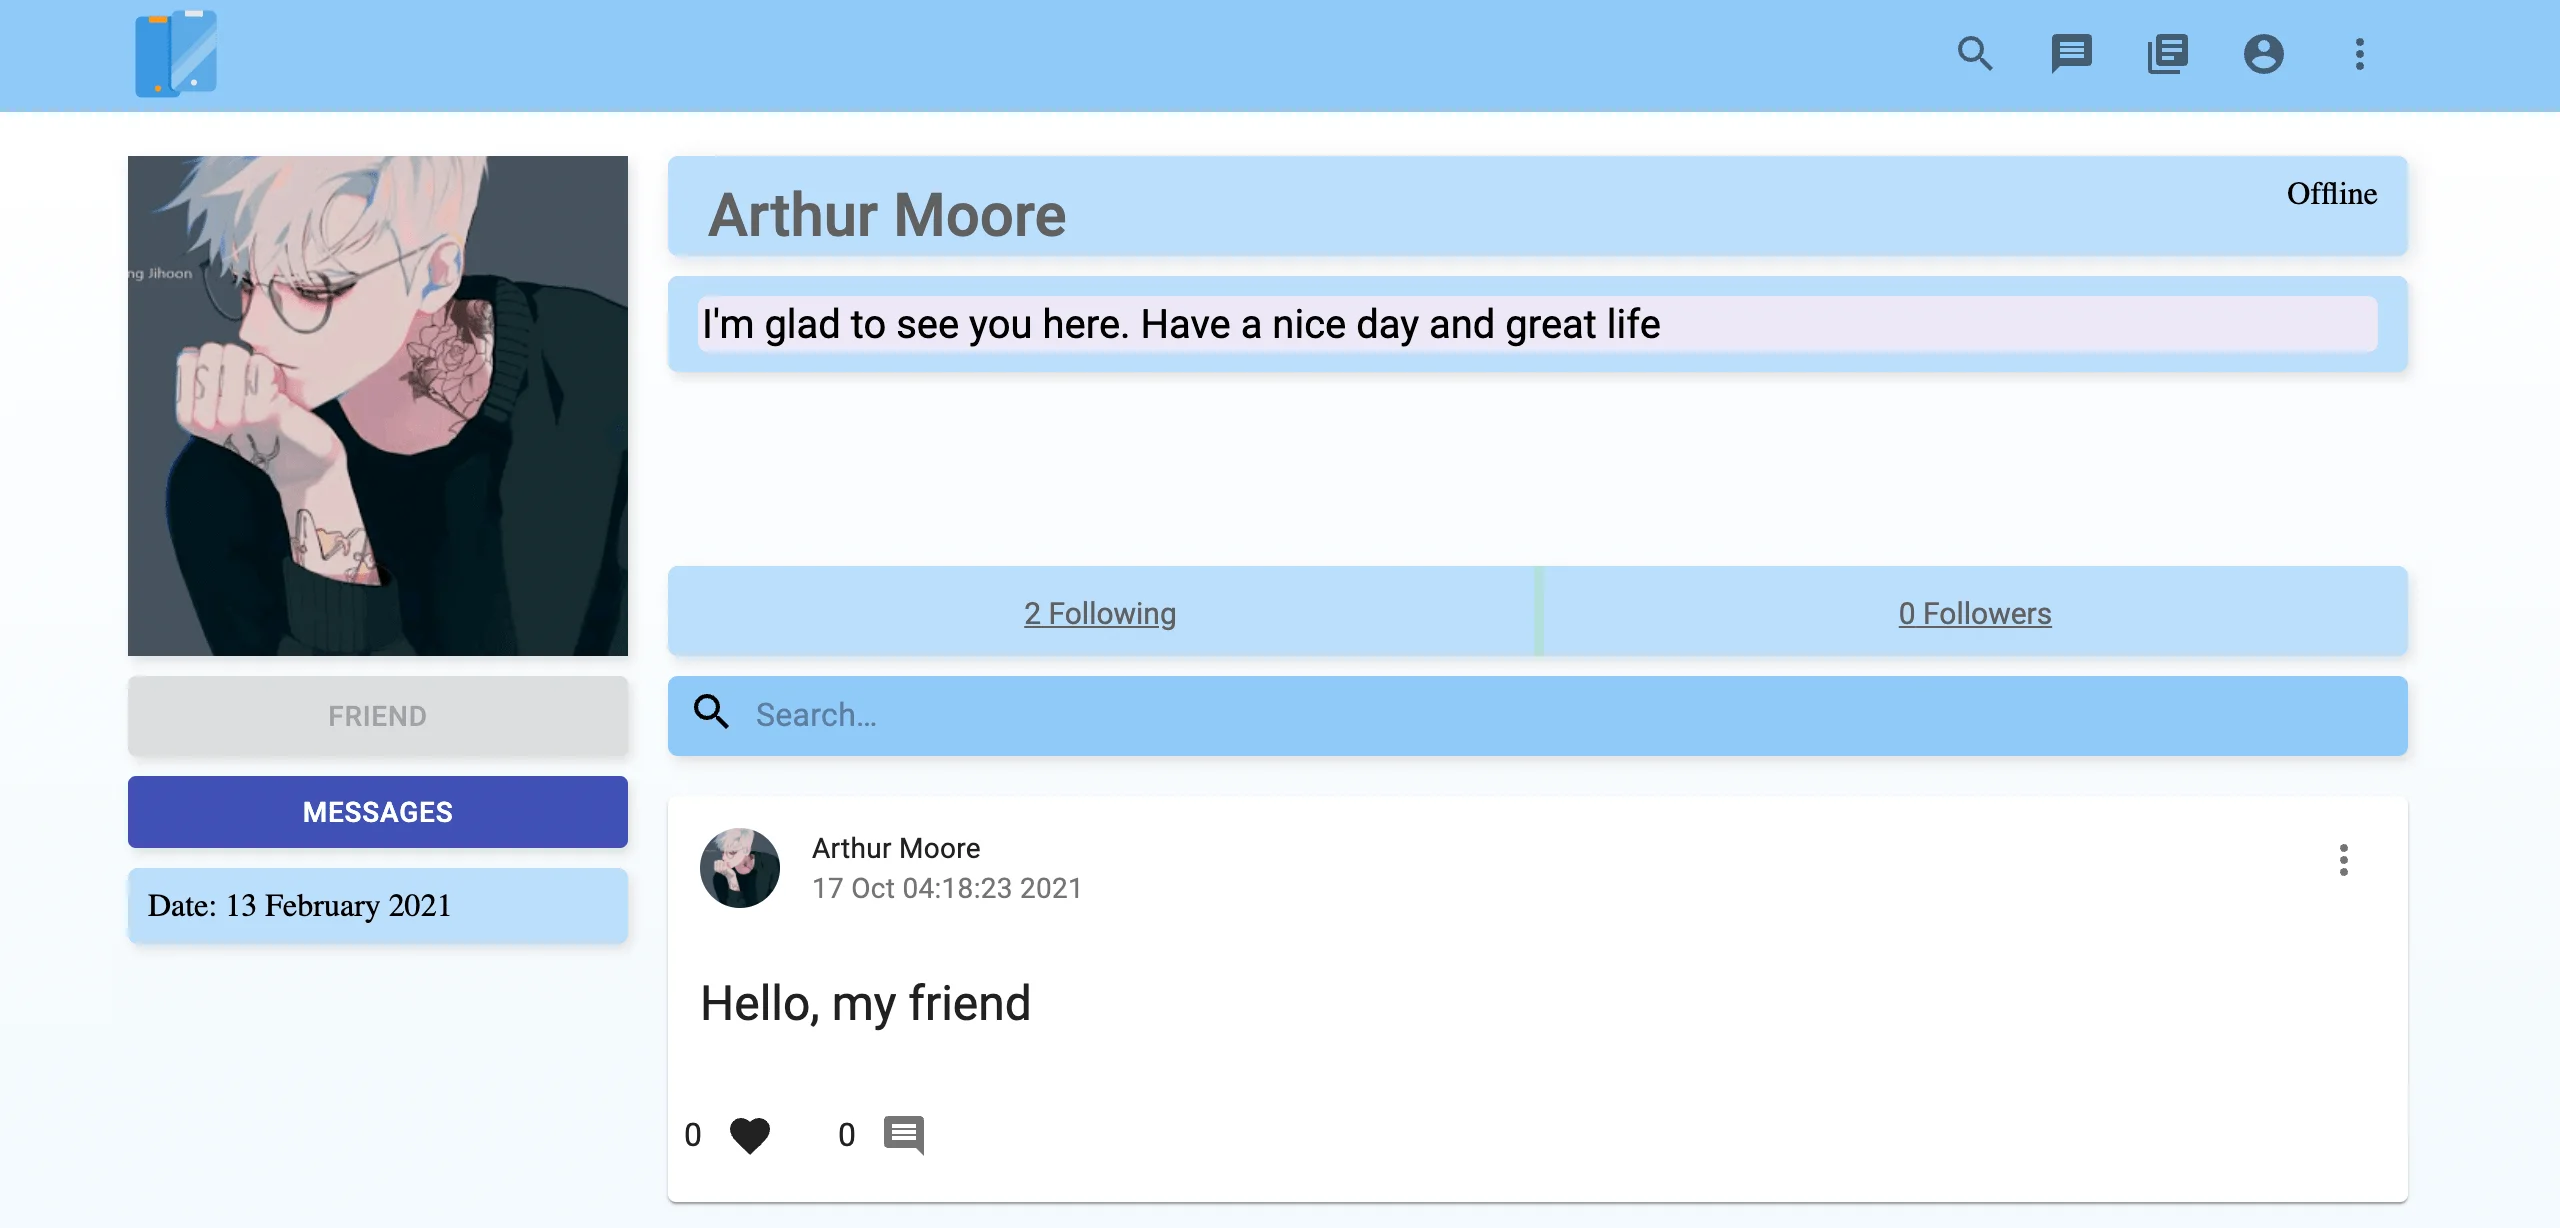 Arthur Moore
Offline
ng Jihoon
I'm glad to see you here. Have a nice day and great life
2 Following
0 Followers
FRIEND
Search...
MESSAGES
Date: 13 February 2021
Arthur Moore
17 Oct 04:18:23 2021
Hello, my friend
0
0